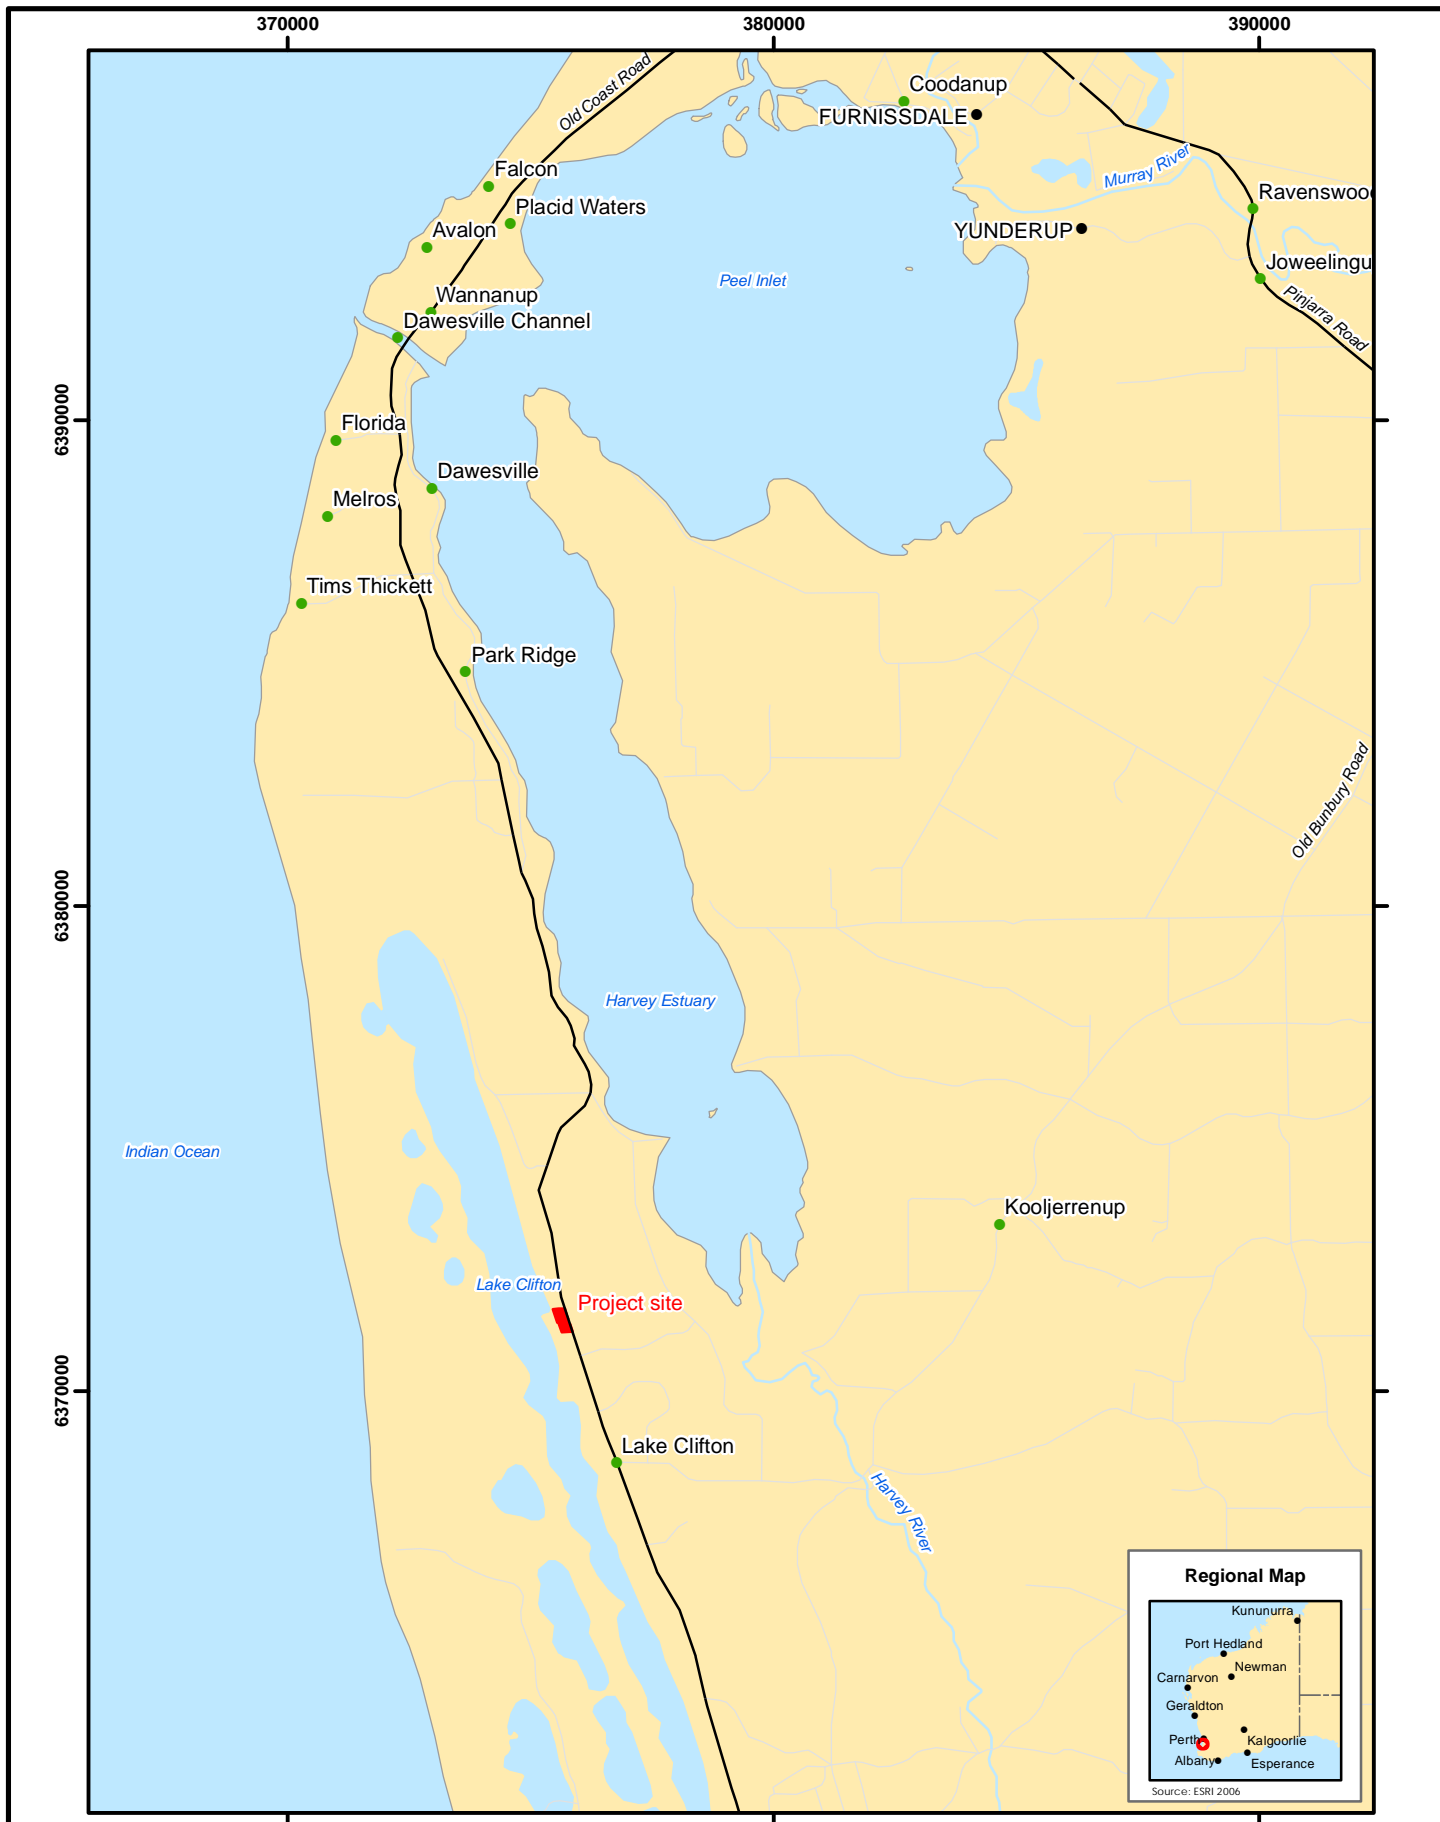 370000
380000
390000
Old Coast Road
Coodanup
FURNISSDALE
Murray River
Falcon
Ravenswoo
Placid Waters
Avalon
YUNDERUP
Joweelingu
Peel Inlet
Wannanup
Pinjarra Road
Dawesville Channel
6390000
Florida
Dawesville
Melros
Tims Thickett
Park Ridge
Old Bunbury Road
6380000
Harvey Estuary
Indian Ocean
Kooljerrenup
Lake Clifton
Project site
6370000
Lake Clifton
Harvey River
Regional Map
Kununurra
Port Hedland
Newman
Carnarvon
Geraldton
Perth
Kalgoorlie
Albany
Esperance
Source: ESRI 2006